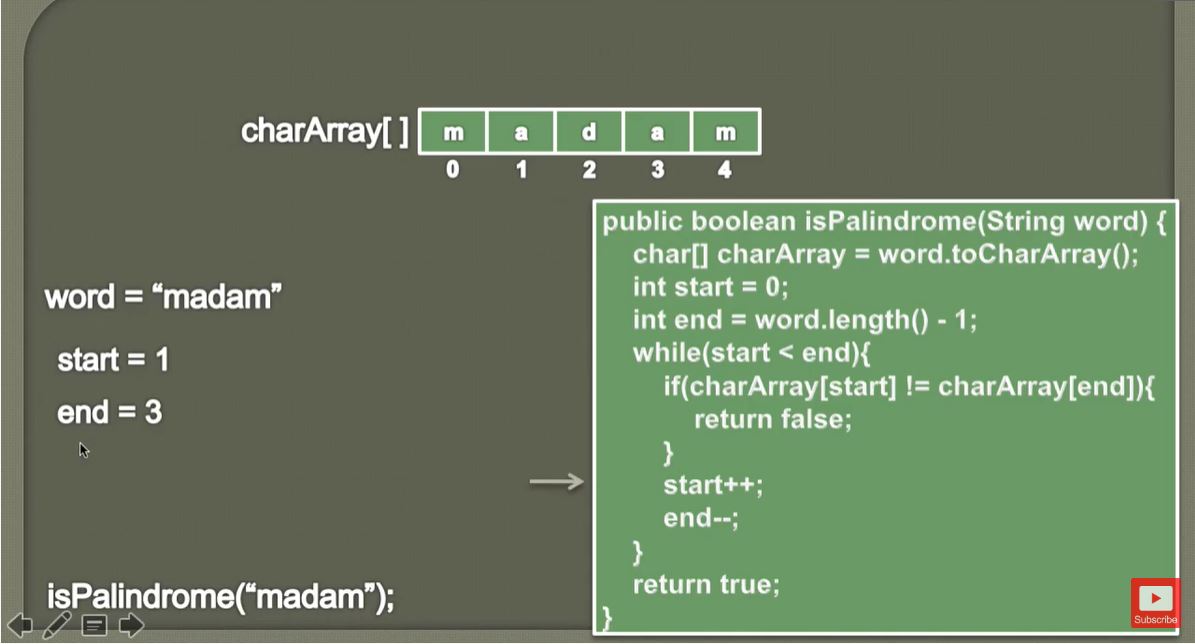 charArray[ ] m a d a m
0 1 2 3 4
word = “madam”
start = 1
end = 3
isPalindrome(“madam”);
public boolean isPalindrome(String word) {
char[] charArray = word.toCharArray();
int start = 0;
int end = word.length() - 1;
while(start < end){
if(charArray[start] != charArray[end]){
return false;
}
start++;
end--;
}
return true;
}
Subscribe